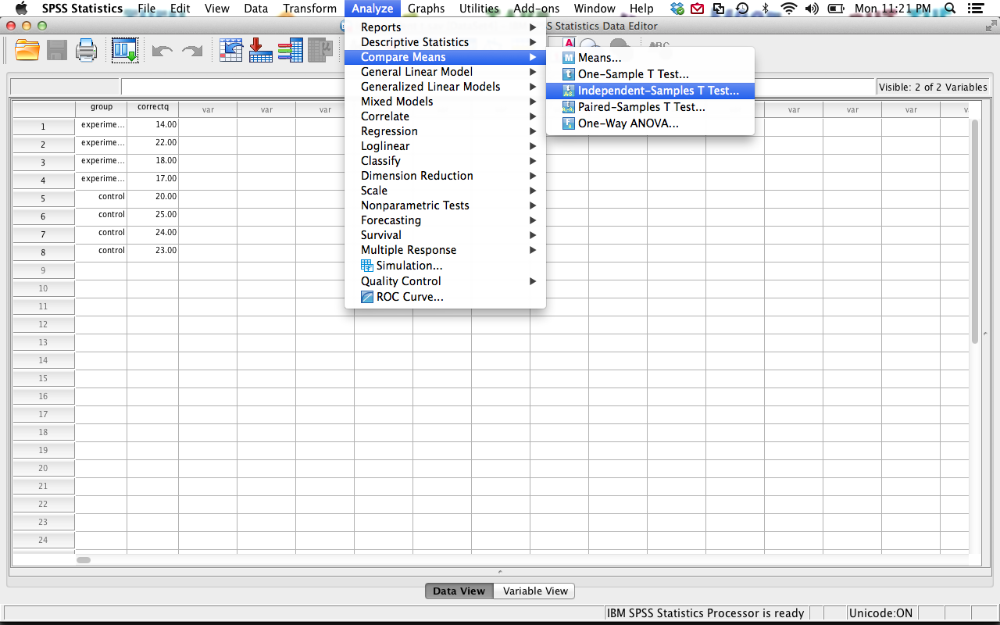 SPSS Statistics File Edit View Data Transform Analyze Graphs Utilities Add-ons Window Help Mon 11:21 PM
SS Statistics Data Editor
Reports
Descriptive Statistics
Compare Means
General Linear Model
Generalized Linear Models
Mixed Models
Correlate
Regression
Loglinear
Classify
Dimension Reduction
Scale
Nonparametric Tests
Forecasting
Survival
Multiple Response
Simulation...
Quality Control
ROC Curve...
A
ABC
M Means...
t One-Sample T Test...
Independent-Samples T Test...
Paired-Samples T Test...
One-Way ANOVA...
Visible: 2 of 2 Variables
group correctq var var var var var var var
1 experime... 14.00
2 experime... 22.00
3 experime... 18.00
4 experime... 17.00
5 control 20.00
6 control 25.00
7 control 24.00
8 control 23.00
9
10
11
12
13
14
15
16
17
18
19
20
21
22
23
24
Data View Variable View
IBM SPSS Statistics Processor is ready Unicode:ON